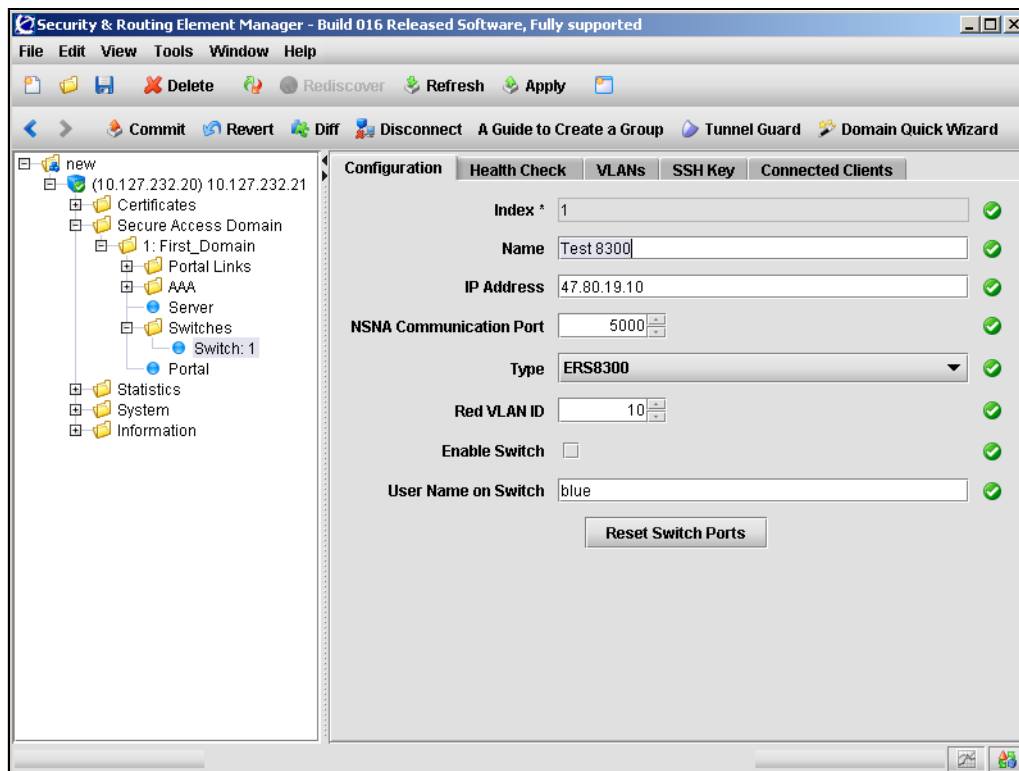 Security & Routing Element Manager - Build 016 Released Software, Fully supported
File Edit View Tools Window Help
Delete Rediscover Refresh Apply
Commit Revert Diff Disconnect A Guide to Create a Group Tunnel Guard Domain Quick Wizard
new
(10.127.232.20) 10.127.232.21
Certificates
Secure Access Domain
1: First_Domain
Portal Links
AAA
Server
Switches
Switch: 1
Portal
Statistics
System
Information
Configuration Health Check VLANs SSH Key Connected Clients
Index * 1
Name Test 8300
IP Address 47.80.19.10
NSNA Communication Port 5000
Type ERS8300
Red VLAN ID 10
Enable Switch
User Name on Switch blue
Reset Switch Ports